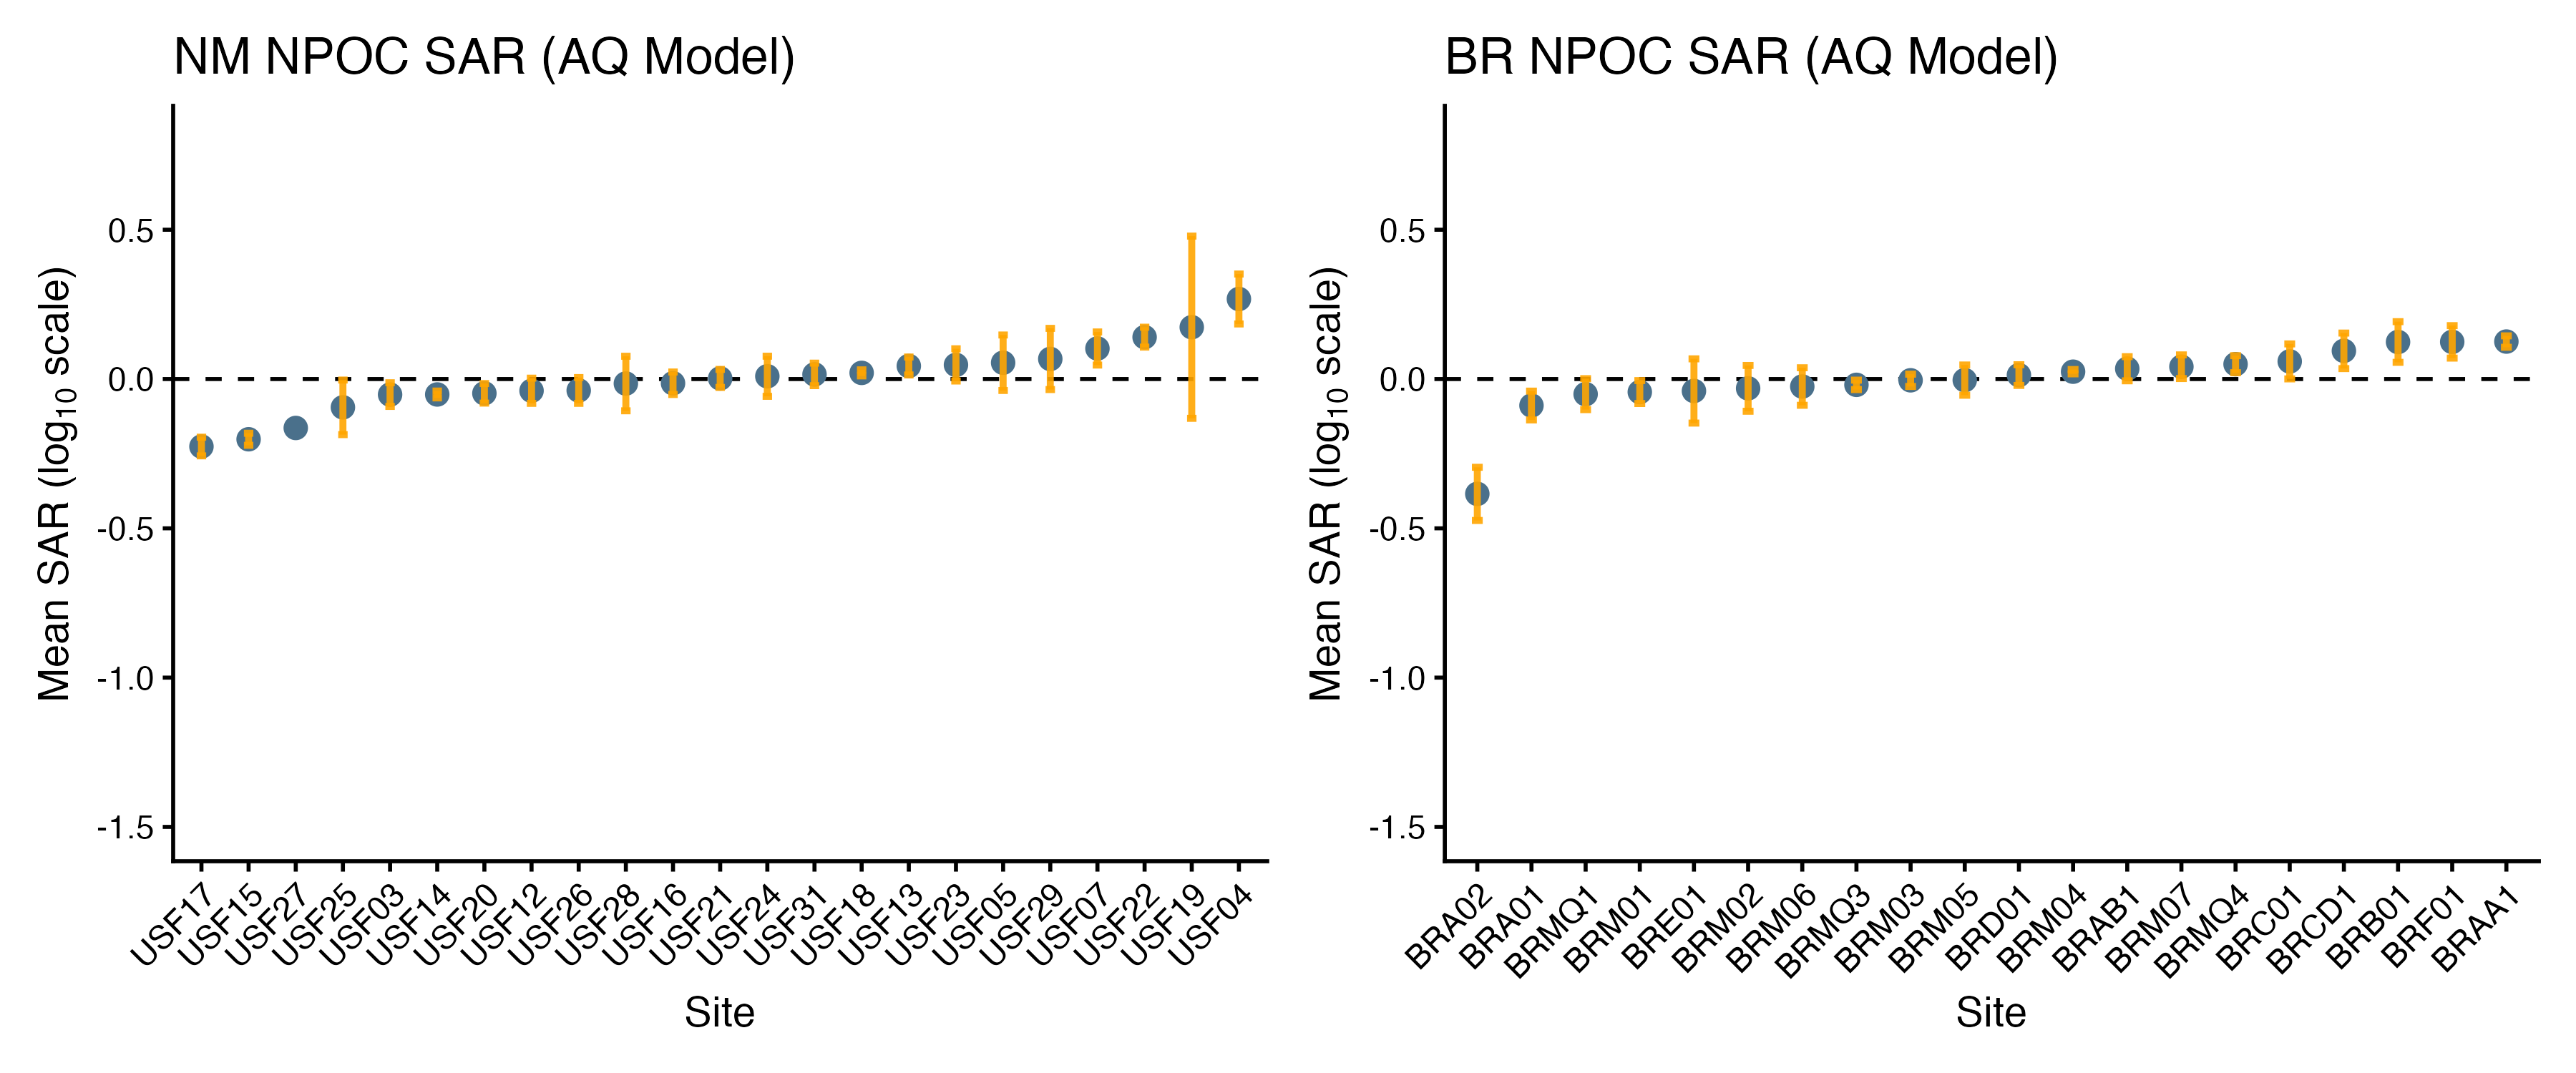 NM NPOC SAR (AQ Model)
Mean SAR (log10 scale)
0.5
0.0
-0.5
-1.0
-1.5
USF17
USF15
USF27
USF25
USF03
USF14
USF20
USF12
USF26
USF28
USF16
USF21
USF24
USF31
USF18
USF13
USF23
USF05
USF29
USF07
USF22
USF19
USF04
Site
BR NPOC SAR (AQ Model)
Mean SAR (log10 scale)
0.5
0.0
-0.5
-1.0
-1.5
BRA02
BRA01
BRMQ1
BRM01
BRE01
BRM02
BRM06
BRMQ3
BRM03
BRM05
BRD01
BRM04
BRAB1
BRM07
BRMQ4
BRC01
BRCD1
BRB01
BRF01
BRAA1
Site